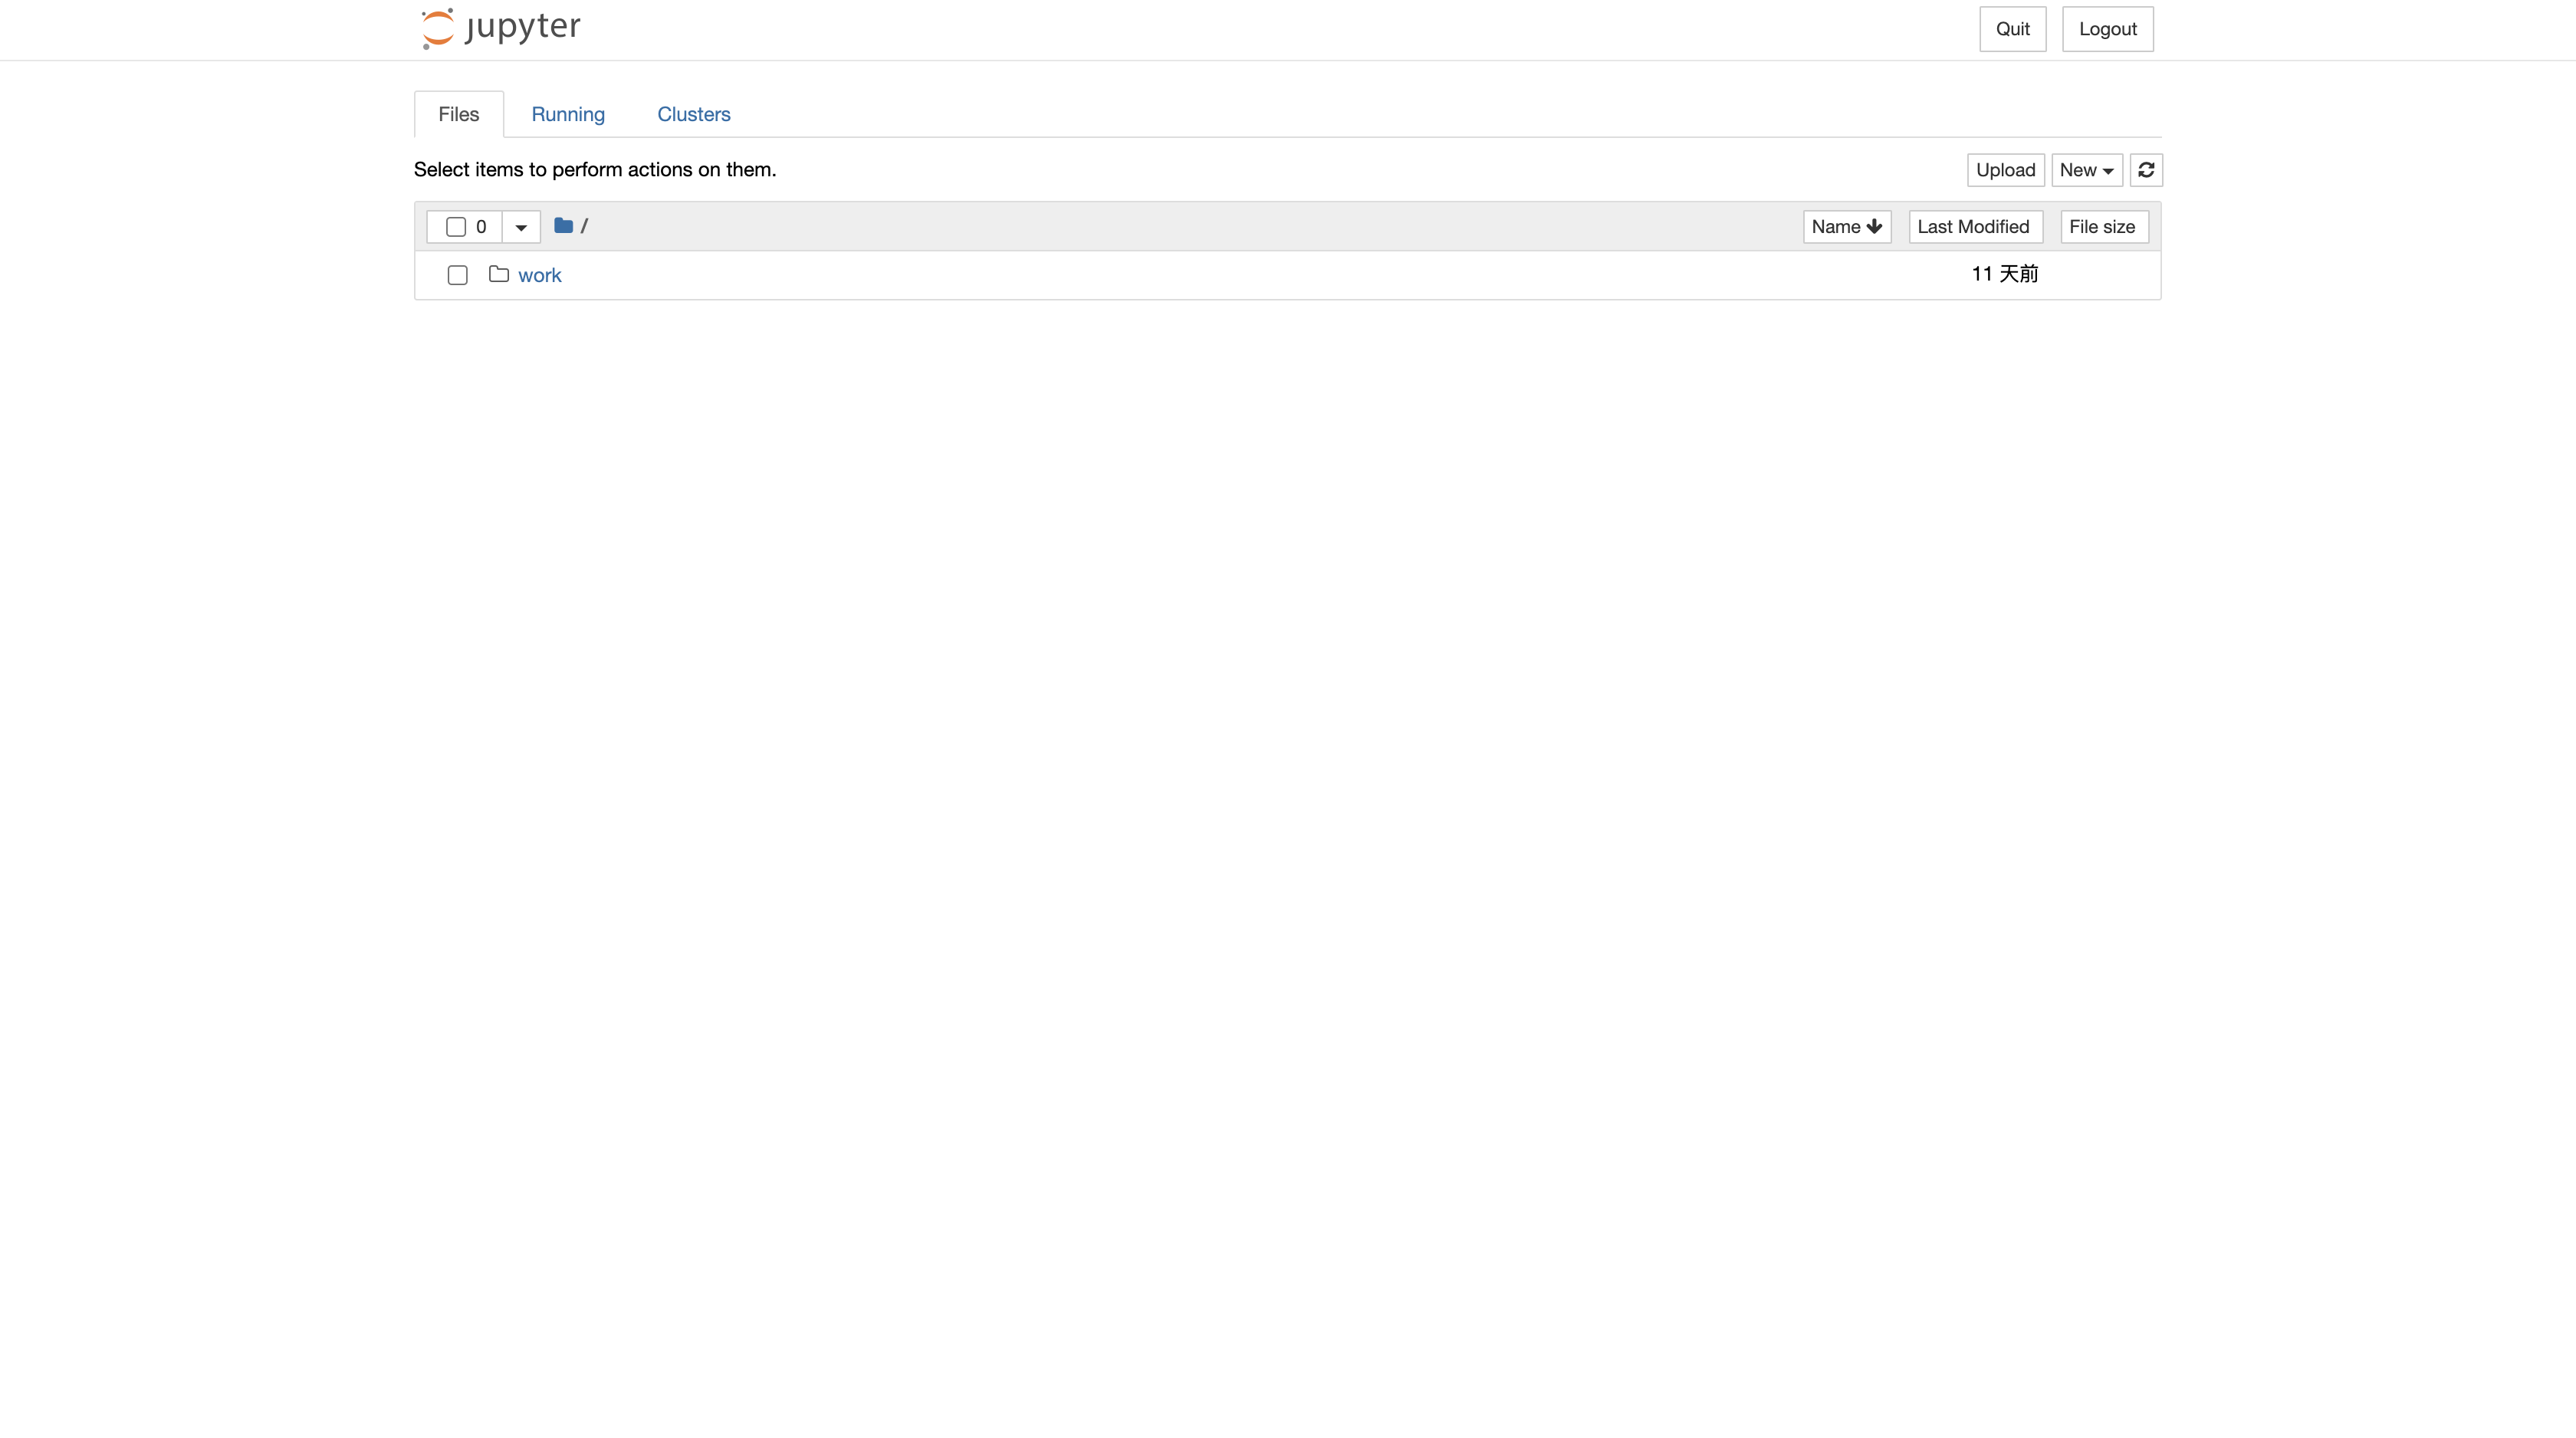 jupyter Quit Logout
Files Running Clusters
Select items to perform actions on them. Upload New
0 / Name Last Modified File size
work 11 天前